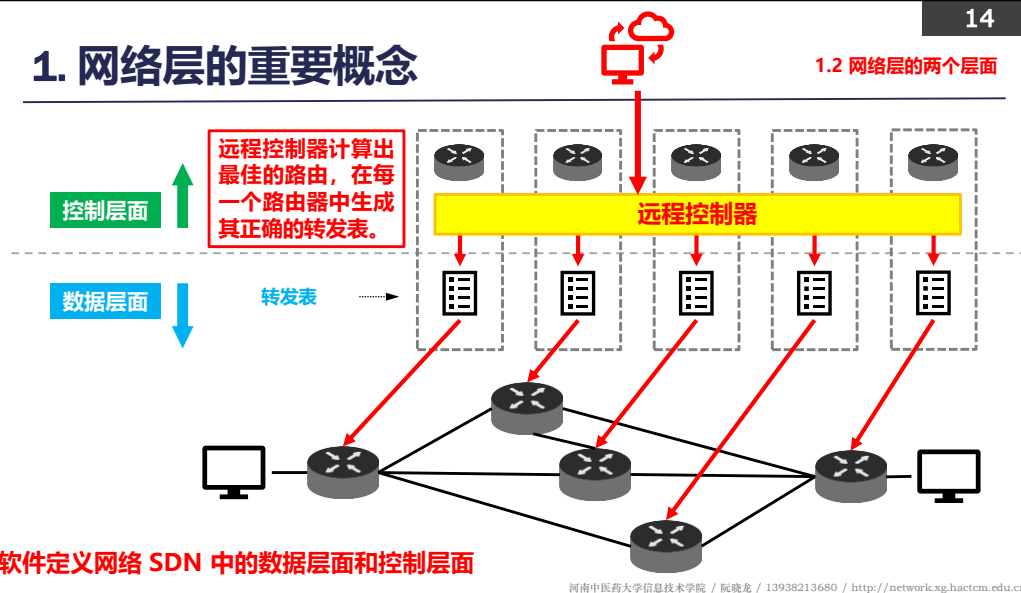 14
1. 网络层的重要概念
1.2 网络层的两个层面
远程控制器计算出
最佳的路由，在每
一个路由器中生成
其正确的转发表。
控制层面
远程控制器
数据层面
转发表
软件定义网络 SDN 中的数据层面和控制层面
河南中医药大学信息技术学院 / 阮晓龙 / 13938213680 / http://network.xg.hactcm.edu.c